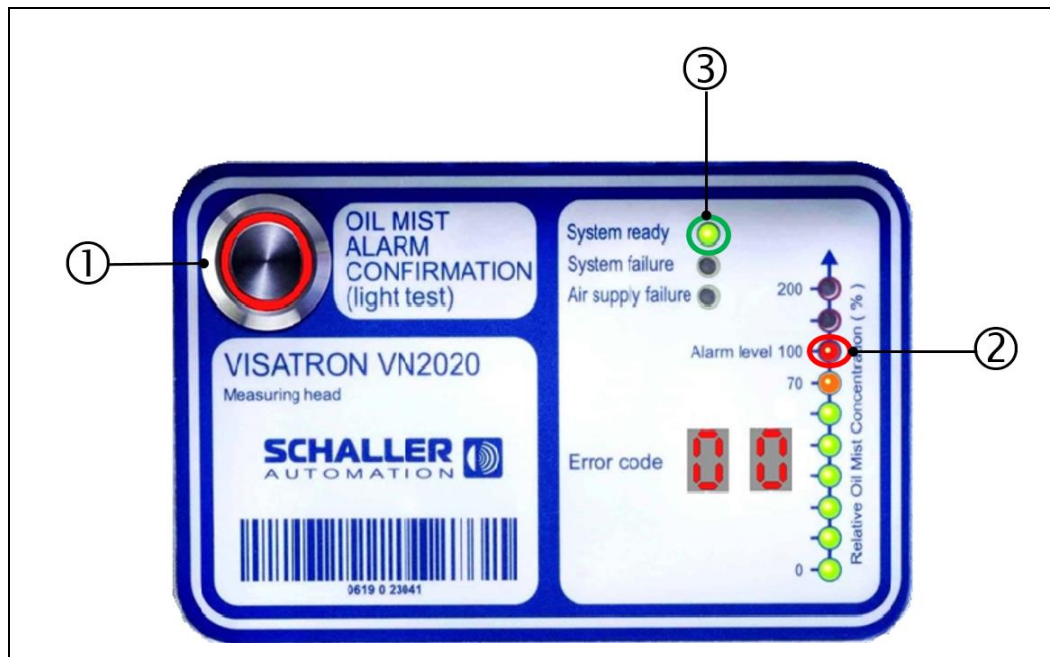 ③
①
OIL MIST
ALARM
CONFIRMATION
(light test)
System ready
System failure
Air supply failure
200
Alarm level 100
②
70
Relative Oil Mist Concentration ( % )
VISATRON VN2020
Measuring head
SCHALLER
AUTOMATION
Error code 00
0
0619 0 23041